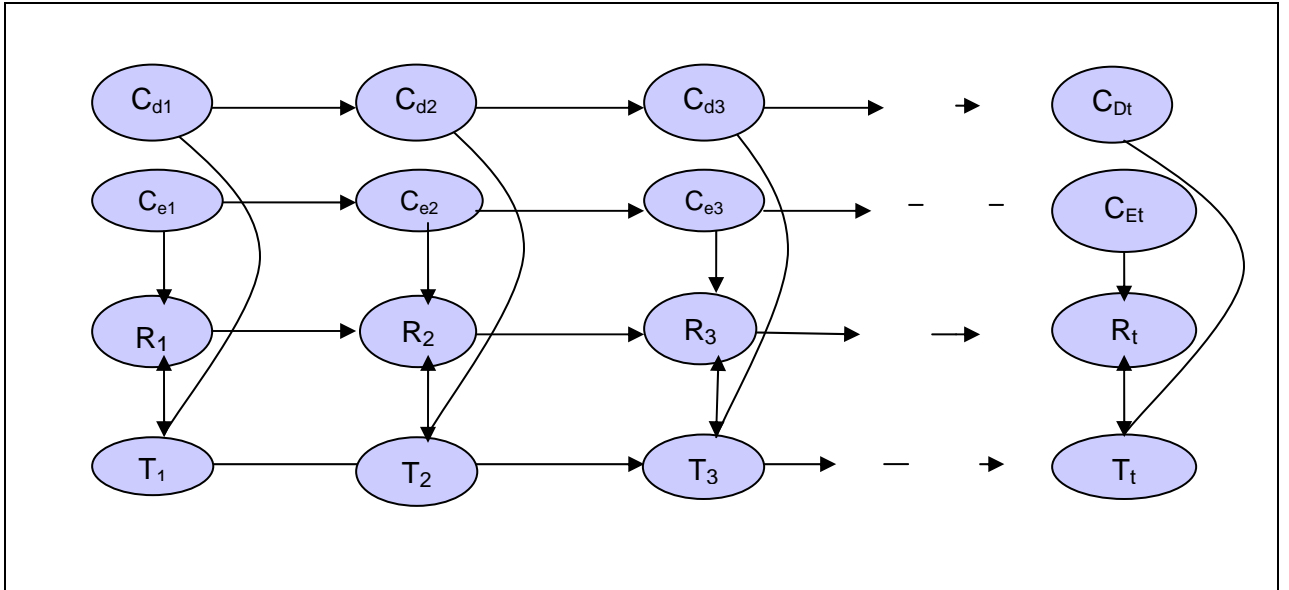 Cd1 Cd2 Cd3 CDt
Ce1 Ce2 Ce3 CEt
R1 R2 R3 Rt
T1 T2 T3 Tt